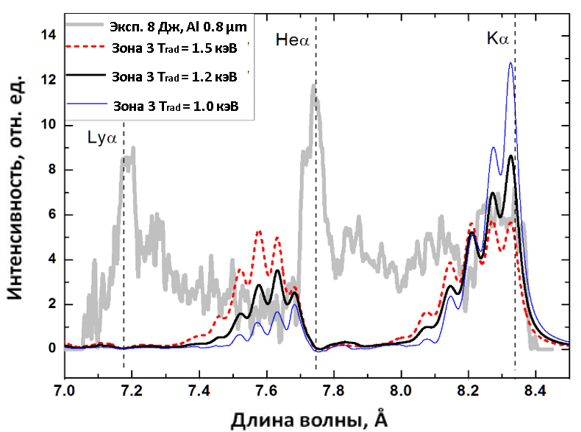 Эксп. 8 Дж, Al 0.8 μm
Зона 3 Trad = 1.5 кэВ
Зона 3 Trad = 1.2 кэВ
Зона 3 Trad = 1.0 кэВ
Heα
Kα
Lyα
Интенсивность, отн. ед.
14
12
10
8
6
4
2
0
7.0 7.2 7.4 7.6 7.8 8.0 8.2 8.4
Длина волны, Å